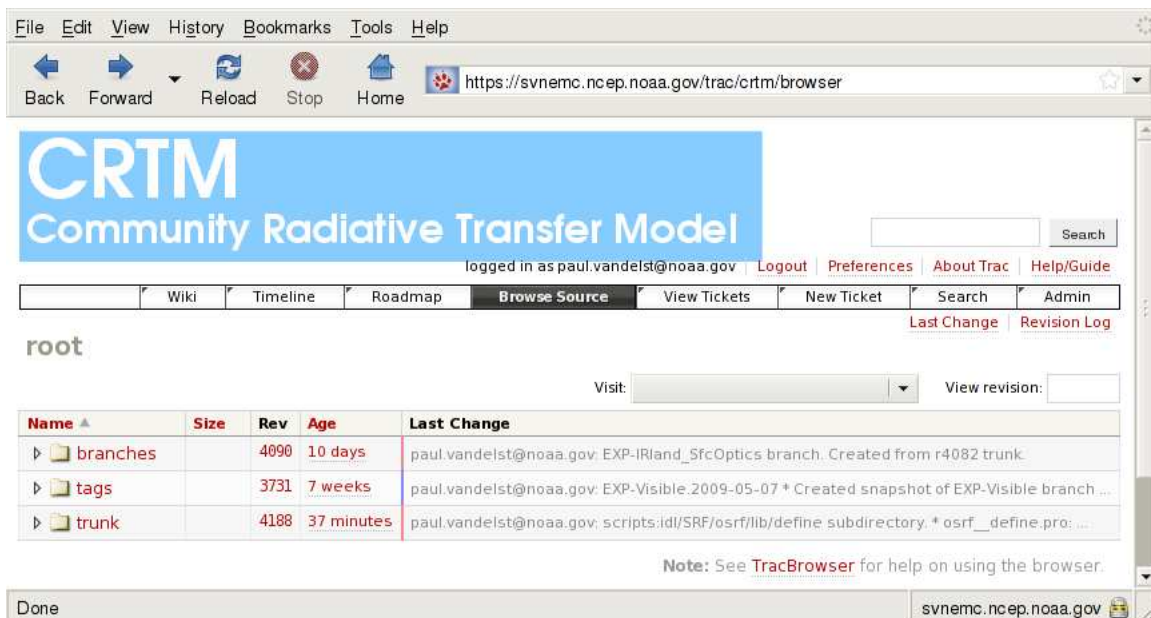 File Edit View History Bookmarks Tools Help
Back Forward Reload Stop Home https://svnemc.ncep.noaa.gov/trac/crtm/browser
CRTM
Community Radiative Transfer Model
Search
logged in as paul.vandelst@noaa.gov Logout Preferences About Trac Help/Guide
Wiki Timeline Roadmap Browse Source View Tickets New Ticket Search Admin
Last Change Revision Log
root
Visit: View revision:
Name Size Rev Age Last Change
branches 4090 10 days paul.vandelst@noaa.gov: EXP-IRland_SfcOptics branch. Created from r4082 trunk.
tags 3731 7 weeks paul.vandelst@noaa.gov: EXP-Visible.2009-05-07 * Created snapshot of EXP-Visible branch ...
trunk 4188 37 minutes paul.vandelst@noaa.gov: scripts:idl/SRF/osrf/lib/define subdirectory. * osrf__define.pro: ...
Note: See TracBrowser for help on using the browser.
Done svnemc.ncep.noaa.gov